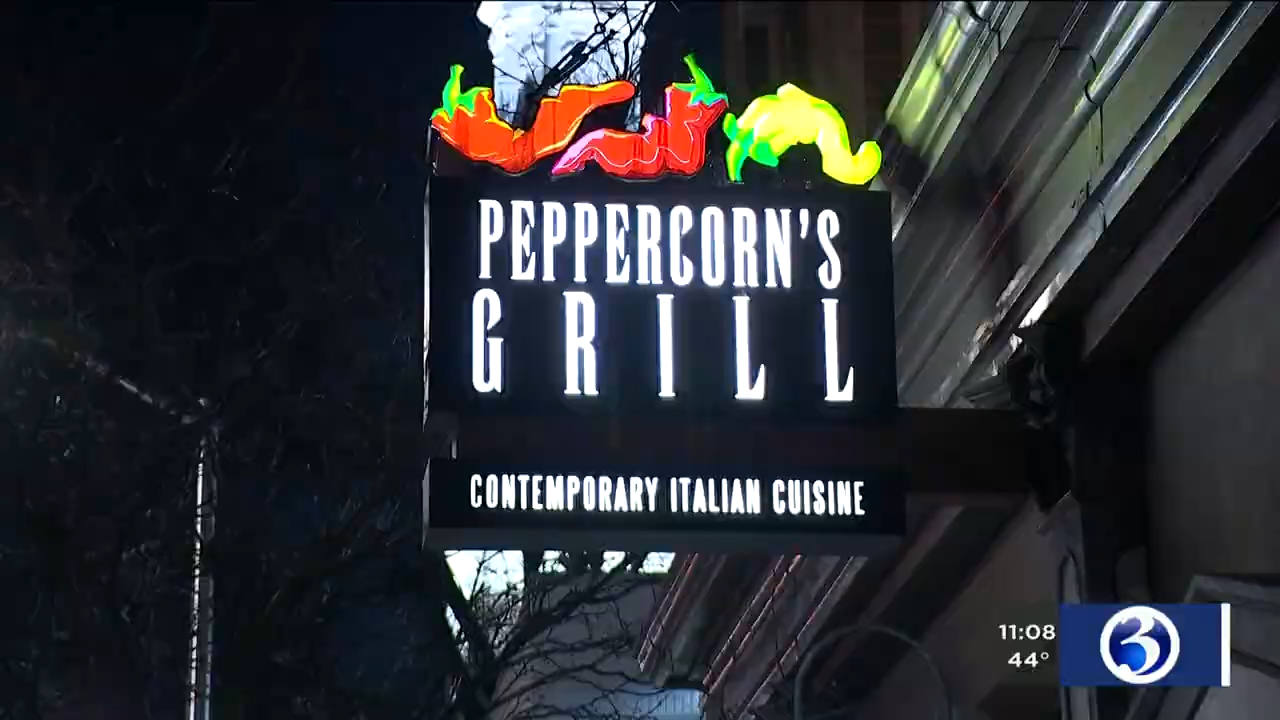 PEPPERCORN'S
GRILL
CONTEMPORARY ITALIAN CUISINE
11:08
44°
3